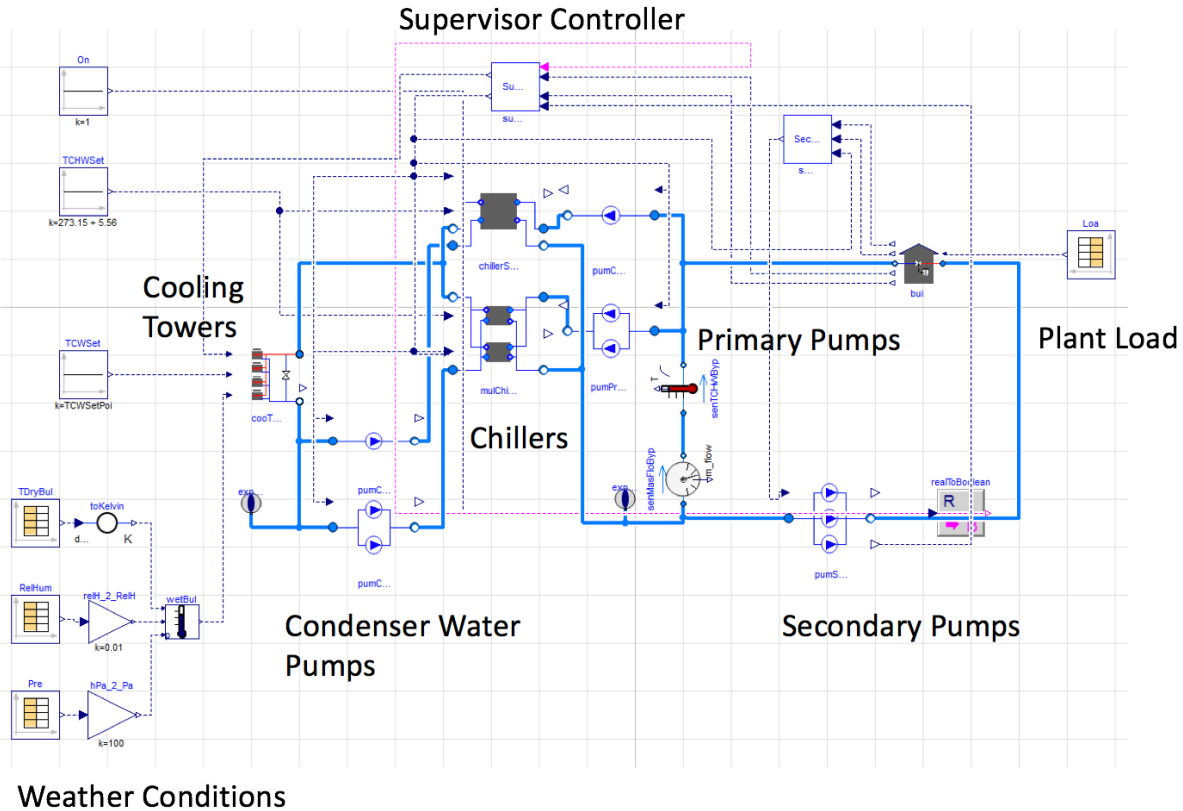 Supervisor Controller
On
k=1
Su...
su...
TCHWSet
k=273.15 + 5.56
Sec...
s...
Loa
chillerS...
pumC...
bui
Cooling
Towers
TCWSet
k=TCWSetPoi
cooT...
mulChi...
pumPr...
Primary Pumps
Plant Load
T
senTCHWByp
Chillers
m_flow
senMasFloByp
TDryBul
toKelvin
d...
K
exp...
pumC...
exp...
realToBoolean
R
pumC...
pumS...
RelHum
relH_2_RelH
k=0.01
wetBul
Condenser Water
Pumps
Secondary Pumps
Pre
hPa_2_Pa
k=100
Weather Conditions